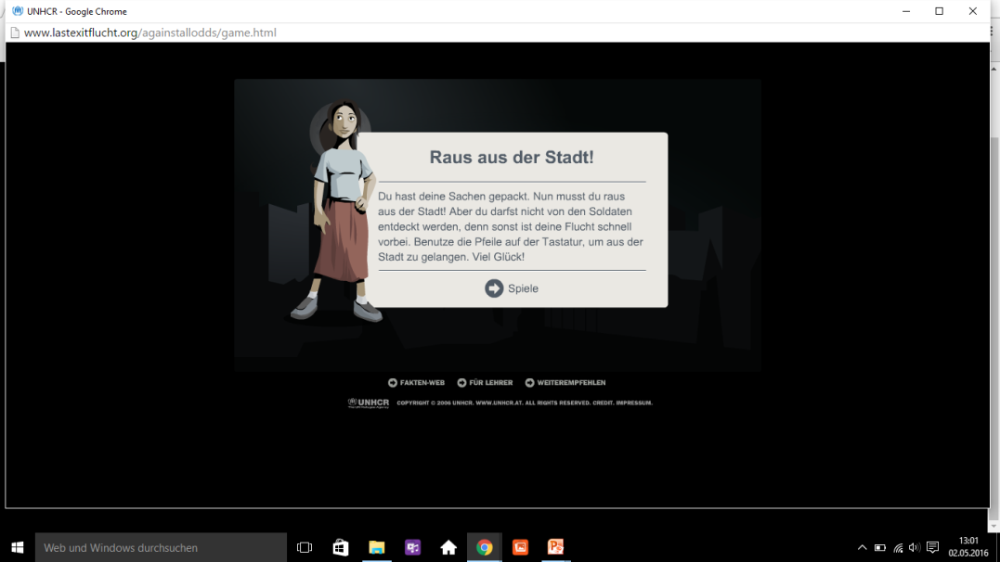 UNHCR - Google Chrome
www.lastexitflucht.org/againstallodds/game.html
Raus aus der Stadt!
Du hast deine Sachen gepackt. Nun musst du raus
aus der Stadt! Aber du darfst nicht von den Soldaten
entdeckt werden, denn sonst ist deine Flucht schnell
vorbei. Benutze die Pfeile auf der Tastatur, um aus der
Stadt zu gelangen. Viel Glück!
Spiele
FAKTEN-WEB FÜR LEHRER WEITEREMPFEHLEN
UNHCR COPYRIGHT © 2006 UNHCR. WWW.UNHCR.AT. ALL RIGHTS RESERVED. CREDIT. IMPRESSUM.
Web und Windows durchsuchen
13:01
02.05.2016